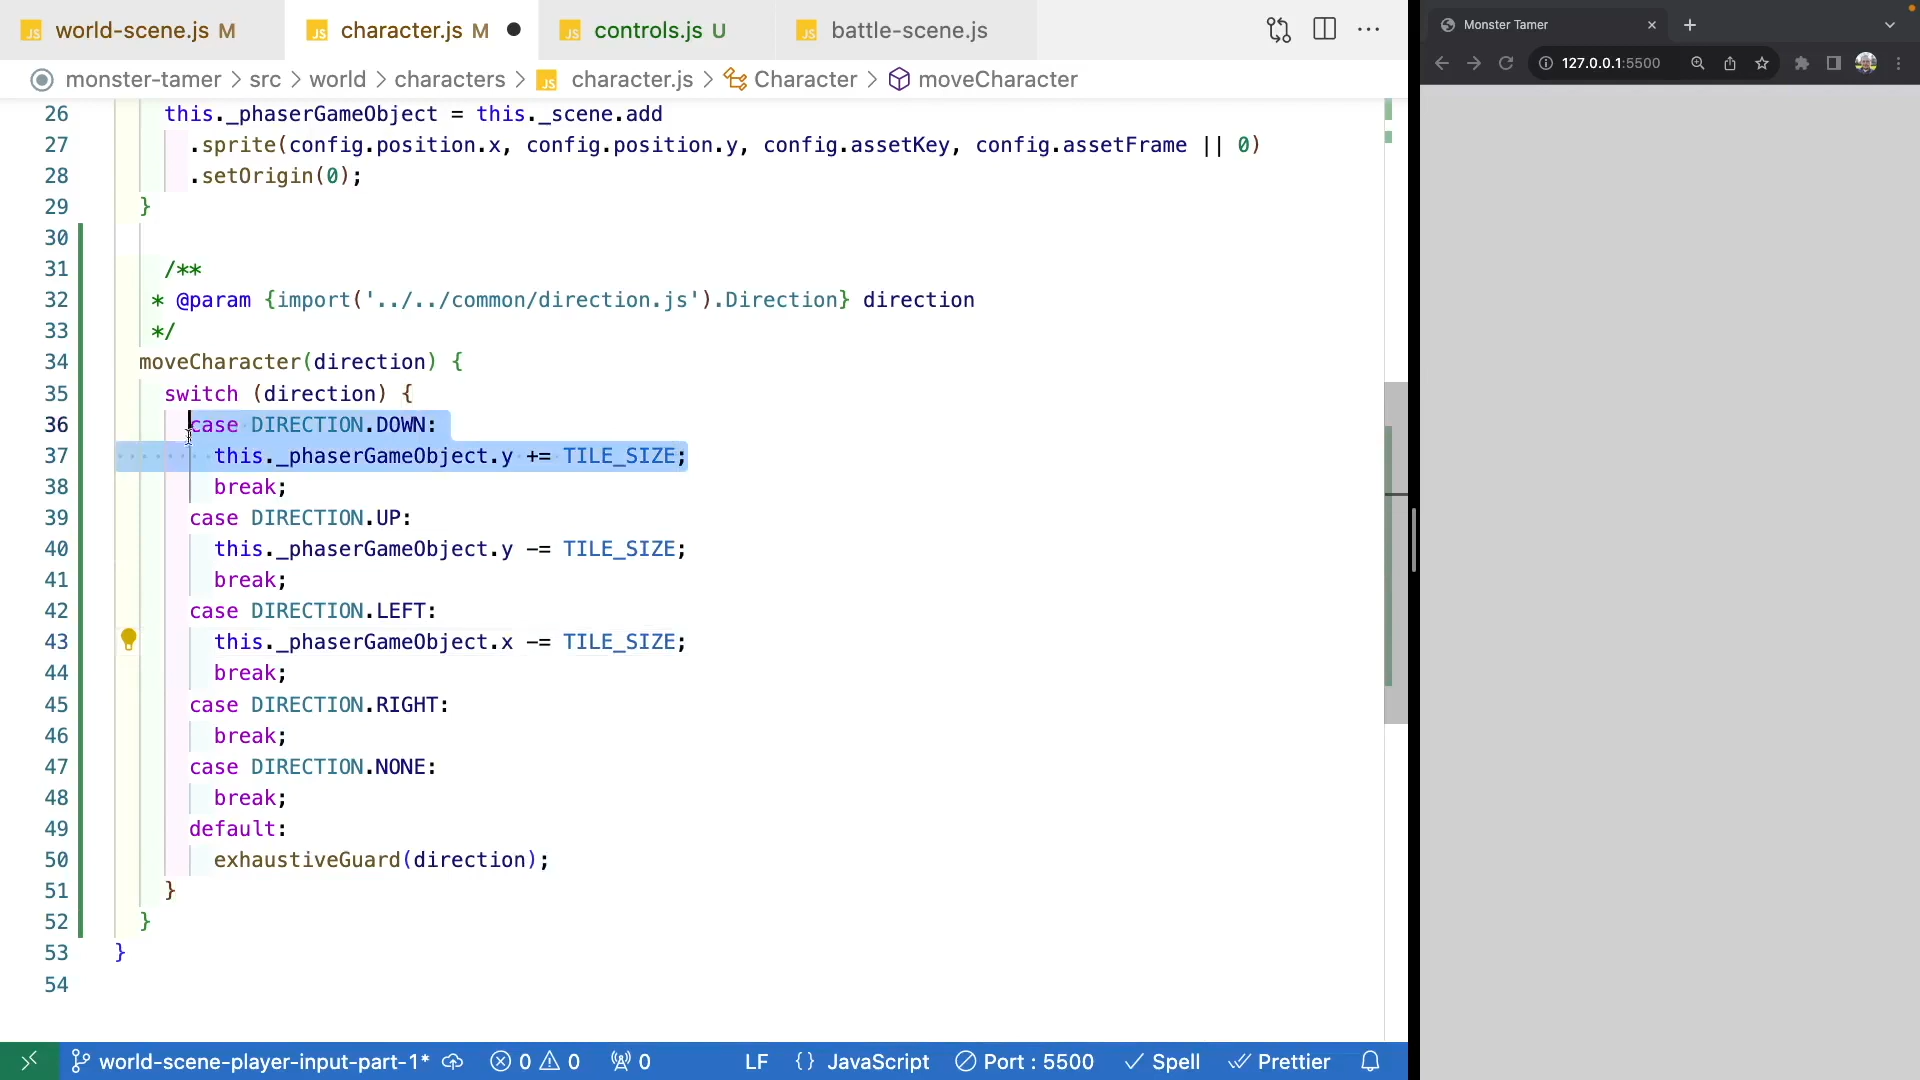 JS world-scene.js M
JS character.js M
JS controls.js U
JS battle-scene.js
monster-tamer > src > world > characters > JS character.js > Character > moveCharacter
26 this._phaserGameObject = this._scene.add
27 .sprite(config.position.x, config.position.y, config.assetKey, config.assetFrame || 0)
28 .setOrigin(0);
29 }
30
31 /**
32 * @param {import('../../common/direction.js').Direction} direction
33 */
34 moveCharacter(direction) {
35 switch (direction) {
36 case DIRECTION.DOWN:
37 this._phaserGameObject.y += TILE_SIZE;
38 break;
39 case DIRECTION.UP:
40 this._phaserGameObject.y -= TILE_SIZE;
41 break;
42 case DIRECTION.LEFT:
43 this._phaserGameObject.x -= TILE_SIZE;
44 break;
45 case DIRECTION.RIGHT:
46 break;
47 case DIRECTION.NONE:
48 break;
49 default:
50 exhaustiveGuard(direction);
51 }
52 }
53 }
54
world-scene-player-input-part-1* 0 0 0 LF {} JavaScript Port : 5500 Spell Prettier
Monster Tamer
127.0.0.1:5500